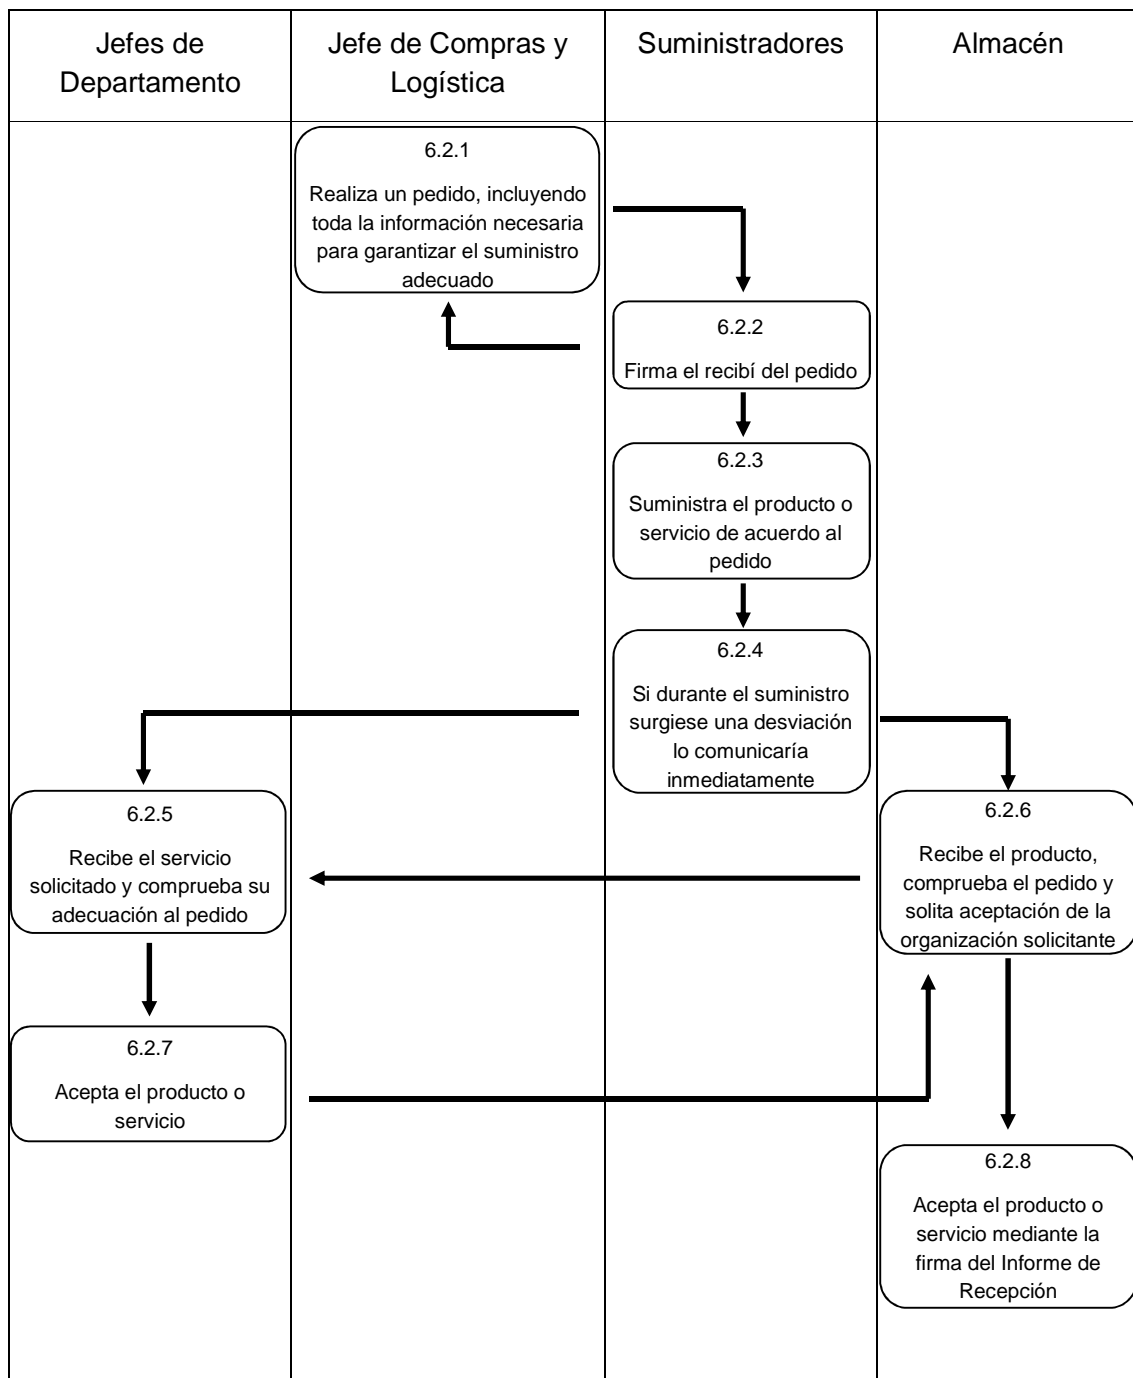 Jefes de
Departamento
Jefe de Compras y
Logística
Suministradores
Almacén
6.2.1
Realiza un pedido, incluyendo
toda la información necesaria
para garantizar el suministro
adecuado
6.2.2
Firma el recibí del pedido
6.2.3
Suministra el producto o
servicio de acuerdo al
pedido
6.2.4
Si durante el suministro
surgiese una desviación
lo comunicaría
inmediatamente
6.2.5
Recibe el servicio
solicitado y comprueba su
adecuación al pedido
6.2.6
Recibe el producto,
comprueba el pedido y
solita aceptación de la
organización solicitante
6.2.7
Acepta el producto o
servicio
6.2.8
Acepta el producto o
servicio mediante la
firma del Informe de
Recepción